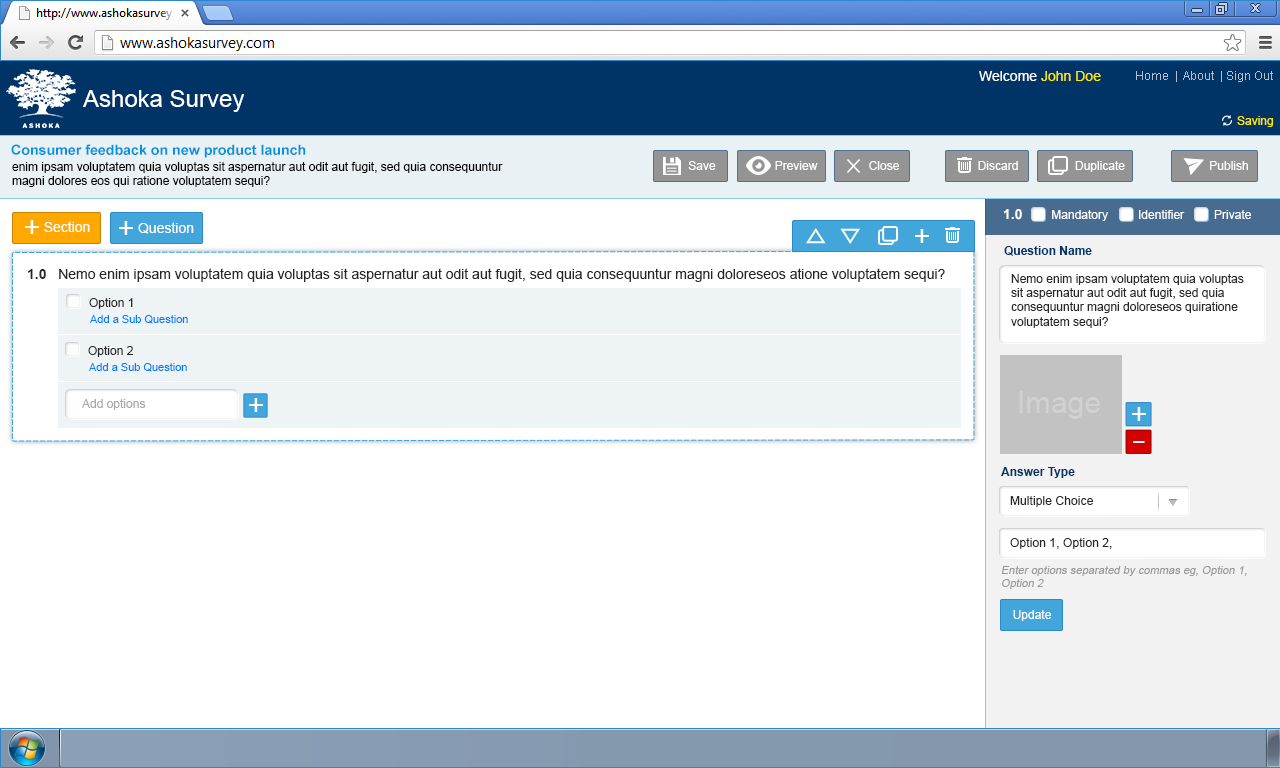 http://www.ashokasurvey
www.ashokasurvey.com
Welcome John Doe Home | About | Sign Out
Ashoka Survey
ASHOKA
Saving
Consumer feedback on new product launch
enim ipsam voluptatem quia voluptas sit aspernatur aut odit aut fugit, sed quia consequuntur
magni dolores eos qui ratione voluptatem sequi?
Save Preview Close Discard Duplicate Publish
Section Question
1.0 Nemo enim ipsam voluptatem quia voluptas sit aspernatur aut odit aut fugit, sed quia consequuntur magni doloreseos atione voluptatem sequi?
Option 1
Add a Sub Question
Option 2
Add a Sub Question
Add options
1.0 Mandatory Identifier Private
Question Name
Nemo enim ipsam voluptatem quia voluptas
sit aspernatur aut odit aut fugit, sed quia
consequuntur magni doloreseos quiratione
voluptatem sequi?
Image
Answer Type
Multiple Choice
Option 1, Option 2,
Enter options separated by commas eg, Option 1,
Option 2
Update